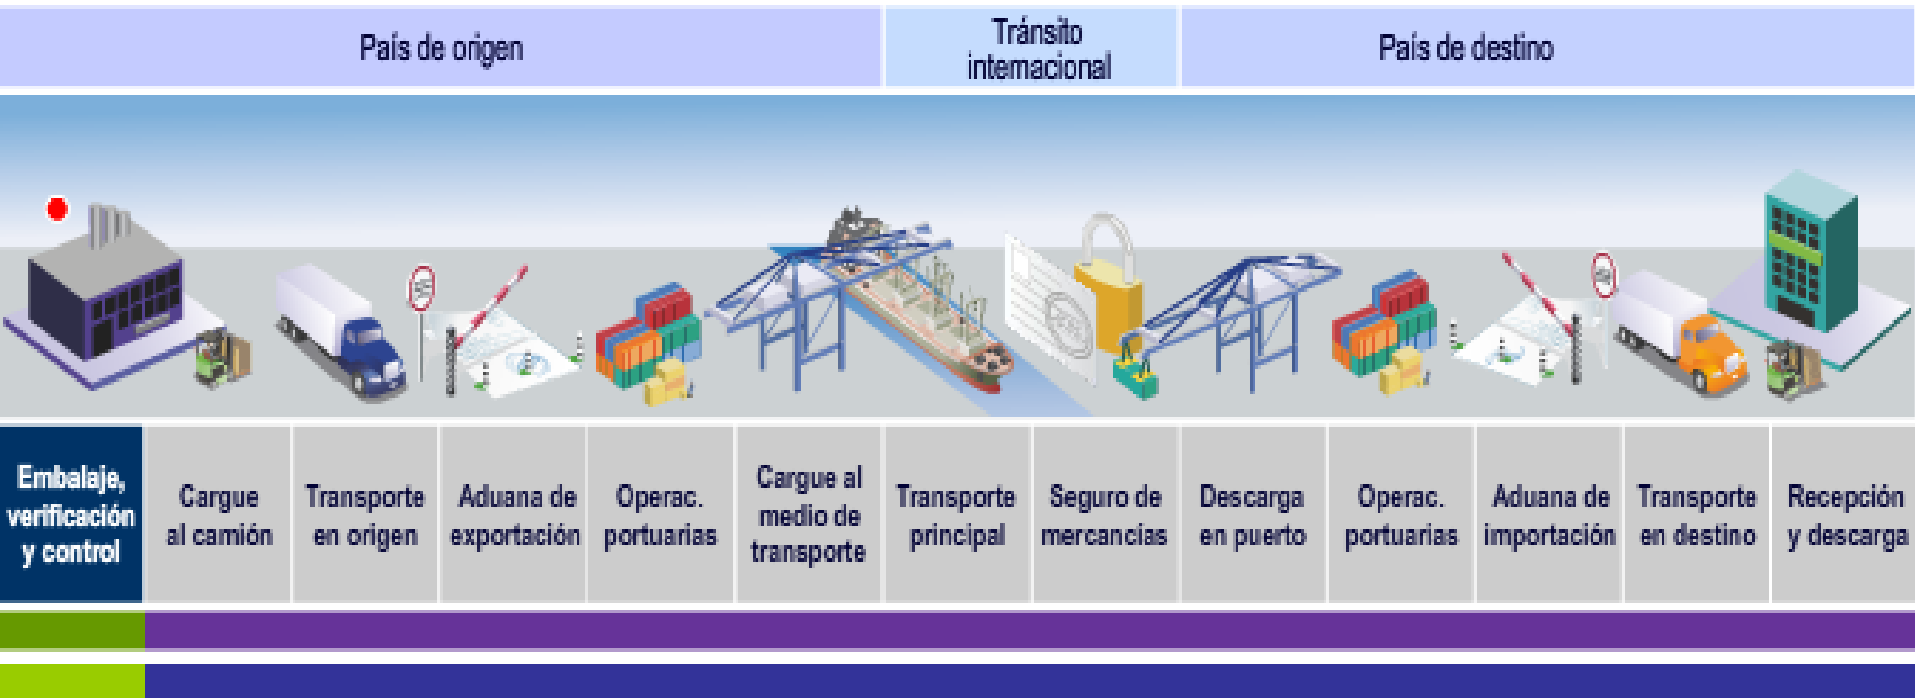 País de origen
Tránsito
internacional
País de destino
Embalaje,
verificación
y control
Cargue
al camión
Transporte
en origen
Aduana de
exportación
Operac.
portuarias
Cargue al
medio de
transporte
Transporte
principal
Seguro de
mercancías
Descarga
en puerto
Operac.
portuarias
Aduana de
importación
Transporte
en destino
Recepción
y descarga